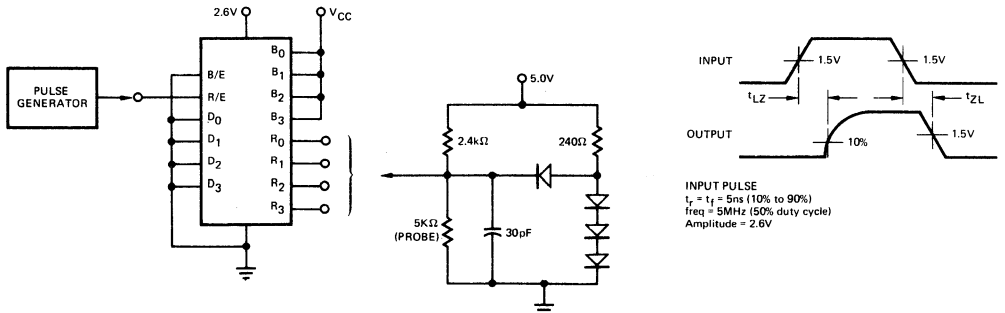 2.6V
V_CC
PULSE
GENERATOR
B/E
R/E
D0
D1
D2
D3
B0
B1
B2
B3
R0
R1
R2
R3
5.0V
2.4kΩ
240Ω
5KΩ
(PROBE)
30pF
INPUT
1.5V
1.5V
tLZ
tZL
OUTPUT
10%
1.5V
INPUT PULSE
tr = tf = 5ns (10% to 90%)
freq = 5MHz (50% duty cycle)
Amplitude = 2.6V